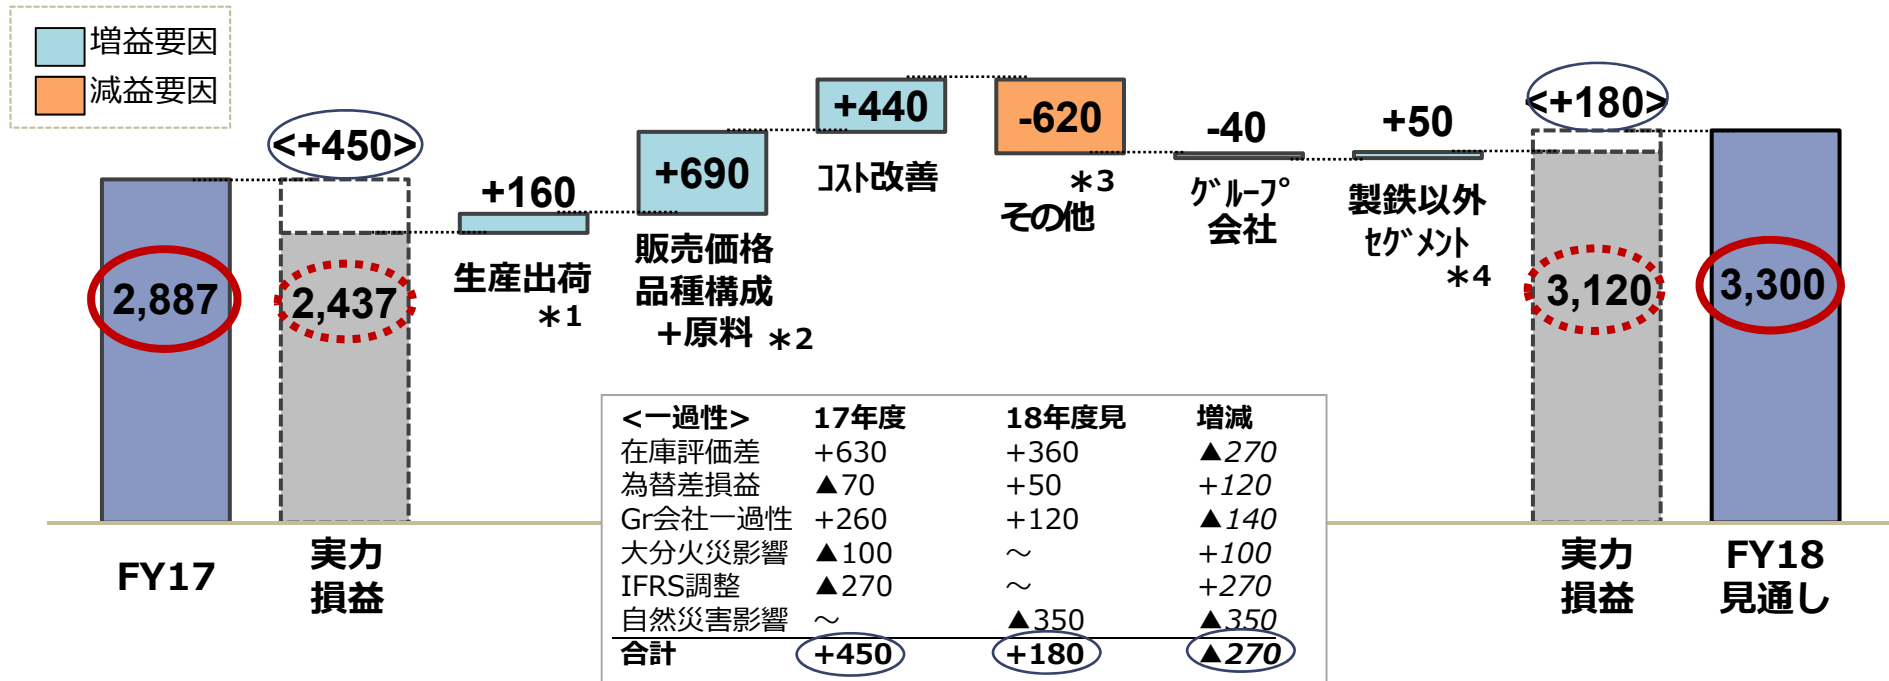 増益要因
減益要因
<+450>
2,887
2,437
+160
生産出荷
＊1
+690
販売価格
品種構成
＋原料 ＊2
+440
ｺｽﾄ改善
-620
＊3
その他
-40
ｸﾞﾙｰﾌﾟ
会社
+50
製鉄以外
ｾｸﾞﾒﾝﾄ
＊4
<+180>
3,120
3,300
FY17
実力
損益
実力
損益
FY18
見通し
<一過性> 17年度 18年度見 増減
在庫評価差 +630 +360 ▲270
為替差損益 ▲70 +50 +120
Gr会社一過性 +260 +120 ▲140
大分火災影響 ▲100 ～ +100
IFRS調整 ▲270 ～ +270
自然災害影響 ～ ▲350 ▲350
合計 +450 +180 ▲270